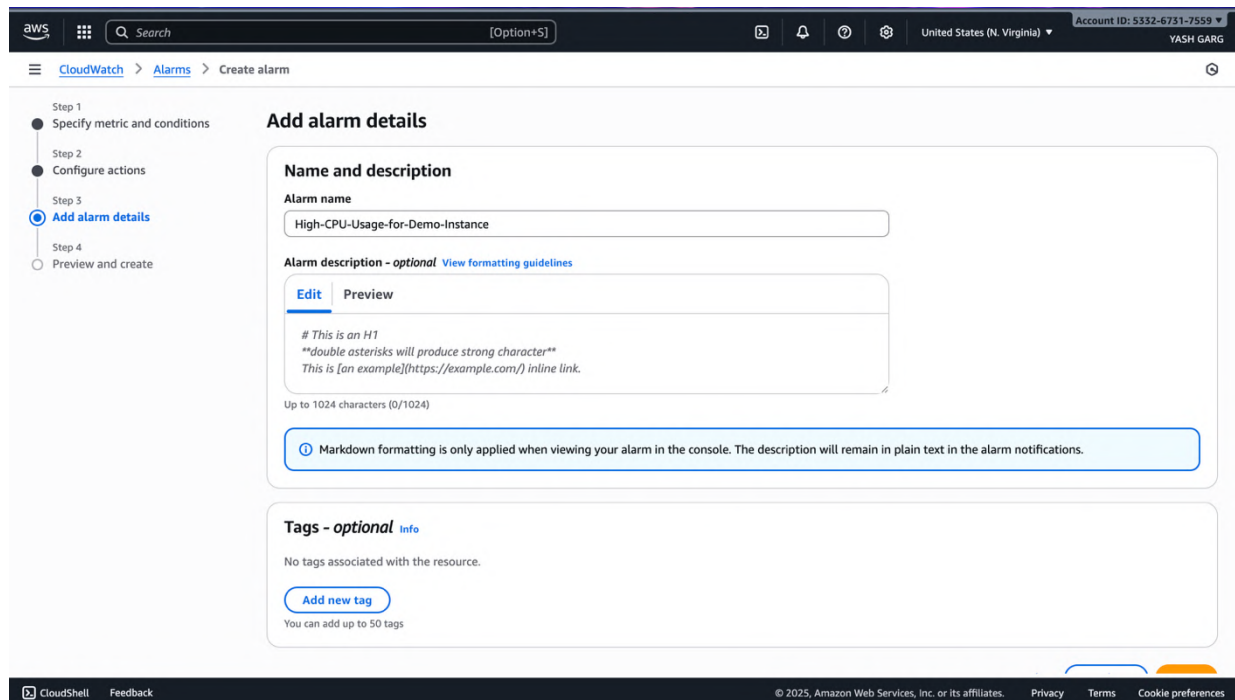 aws
Search [Option+S]
United States (N. Virginia) ▼
Account ID: 5332-6731-7559 ▼
YASH GARG
CloudWatch > Alarms > Create alarm
Step 1
Specify metric and conditions
Step 2
Configure actions
Step 3
Add alarm details
Step 4
Preview and create
Add alarm details
Name and description
Alarm name
High-CPU-Usage-for-Demo-Instance
Alarm description - optional View formatting guidelines
Edit Preview
# This is an H1
**double asterisks will produce strong character**
This is [an example](https://example.com/) inline link.
Up to 1024 characters (0/1024)
Markdown formatting is only applied when viewing your alarm in the console. The description will remain in plain text in the alarm notifications.
Tags - optional Info
No tags associated with the resource.
Add new tag
You can add up to 50 tags
CloudShell Feedback © 2025, Amazon Web Services, Inc. or its affiliates. Privacy Terms Cookie preferences